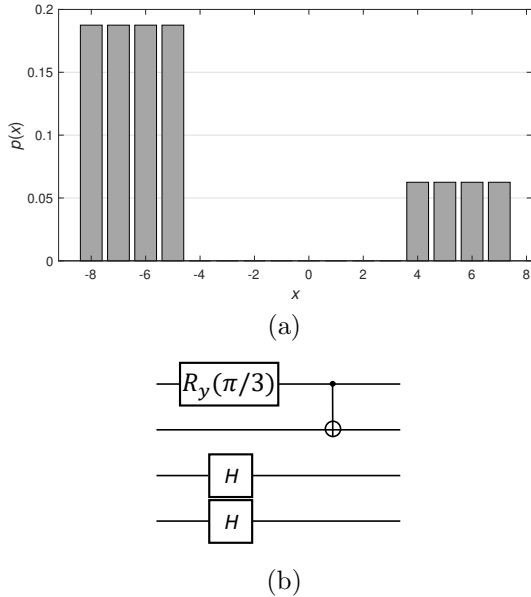 0.2
0.15
0.1
0.05
0
p(x)
-8 -6 -4 -2 0 2 4 6 8
x
(a)
R_y(π/3)
H
H
(b)